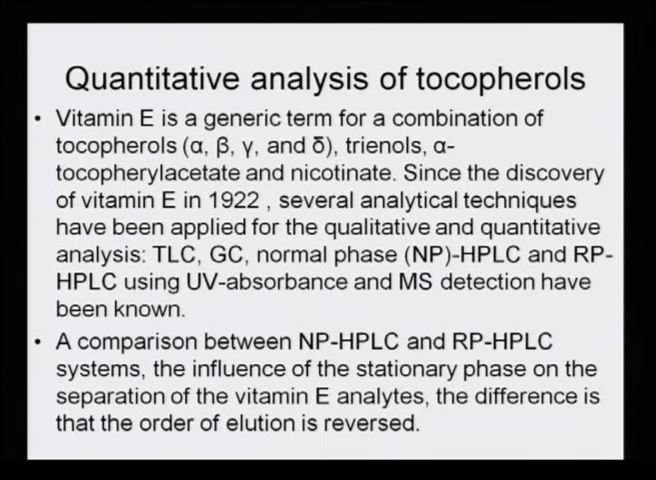 Quantitative analysis of tocopherols
• Vitamin E is a generic term for a combination of
tocopherols (α, β, γ, and δ), trienols, α-
tocopherylacetate and nicotinate. Since the discovery
of vitamin E in 1922 , several analytical techniques
have been applied for the qualitative and quantitative
analysis: TLC, GC, normal phase (NP)-HPLC and RP-
HPLC using UV-absorbance and MS detection have
been known.
• A comparison between NP-HPLC and RP-HPLC
systems, the influence of the stationary phase on the
separation of the vitamin E analytes, the difference is
that the order of elution is reversed.